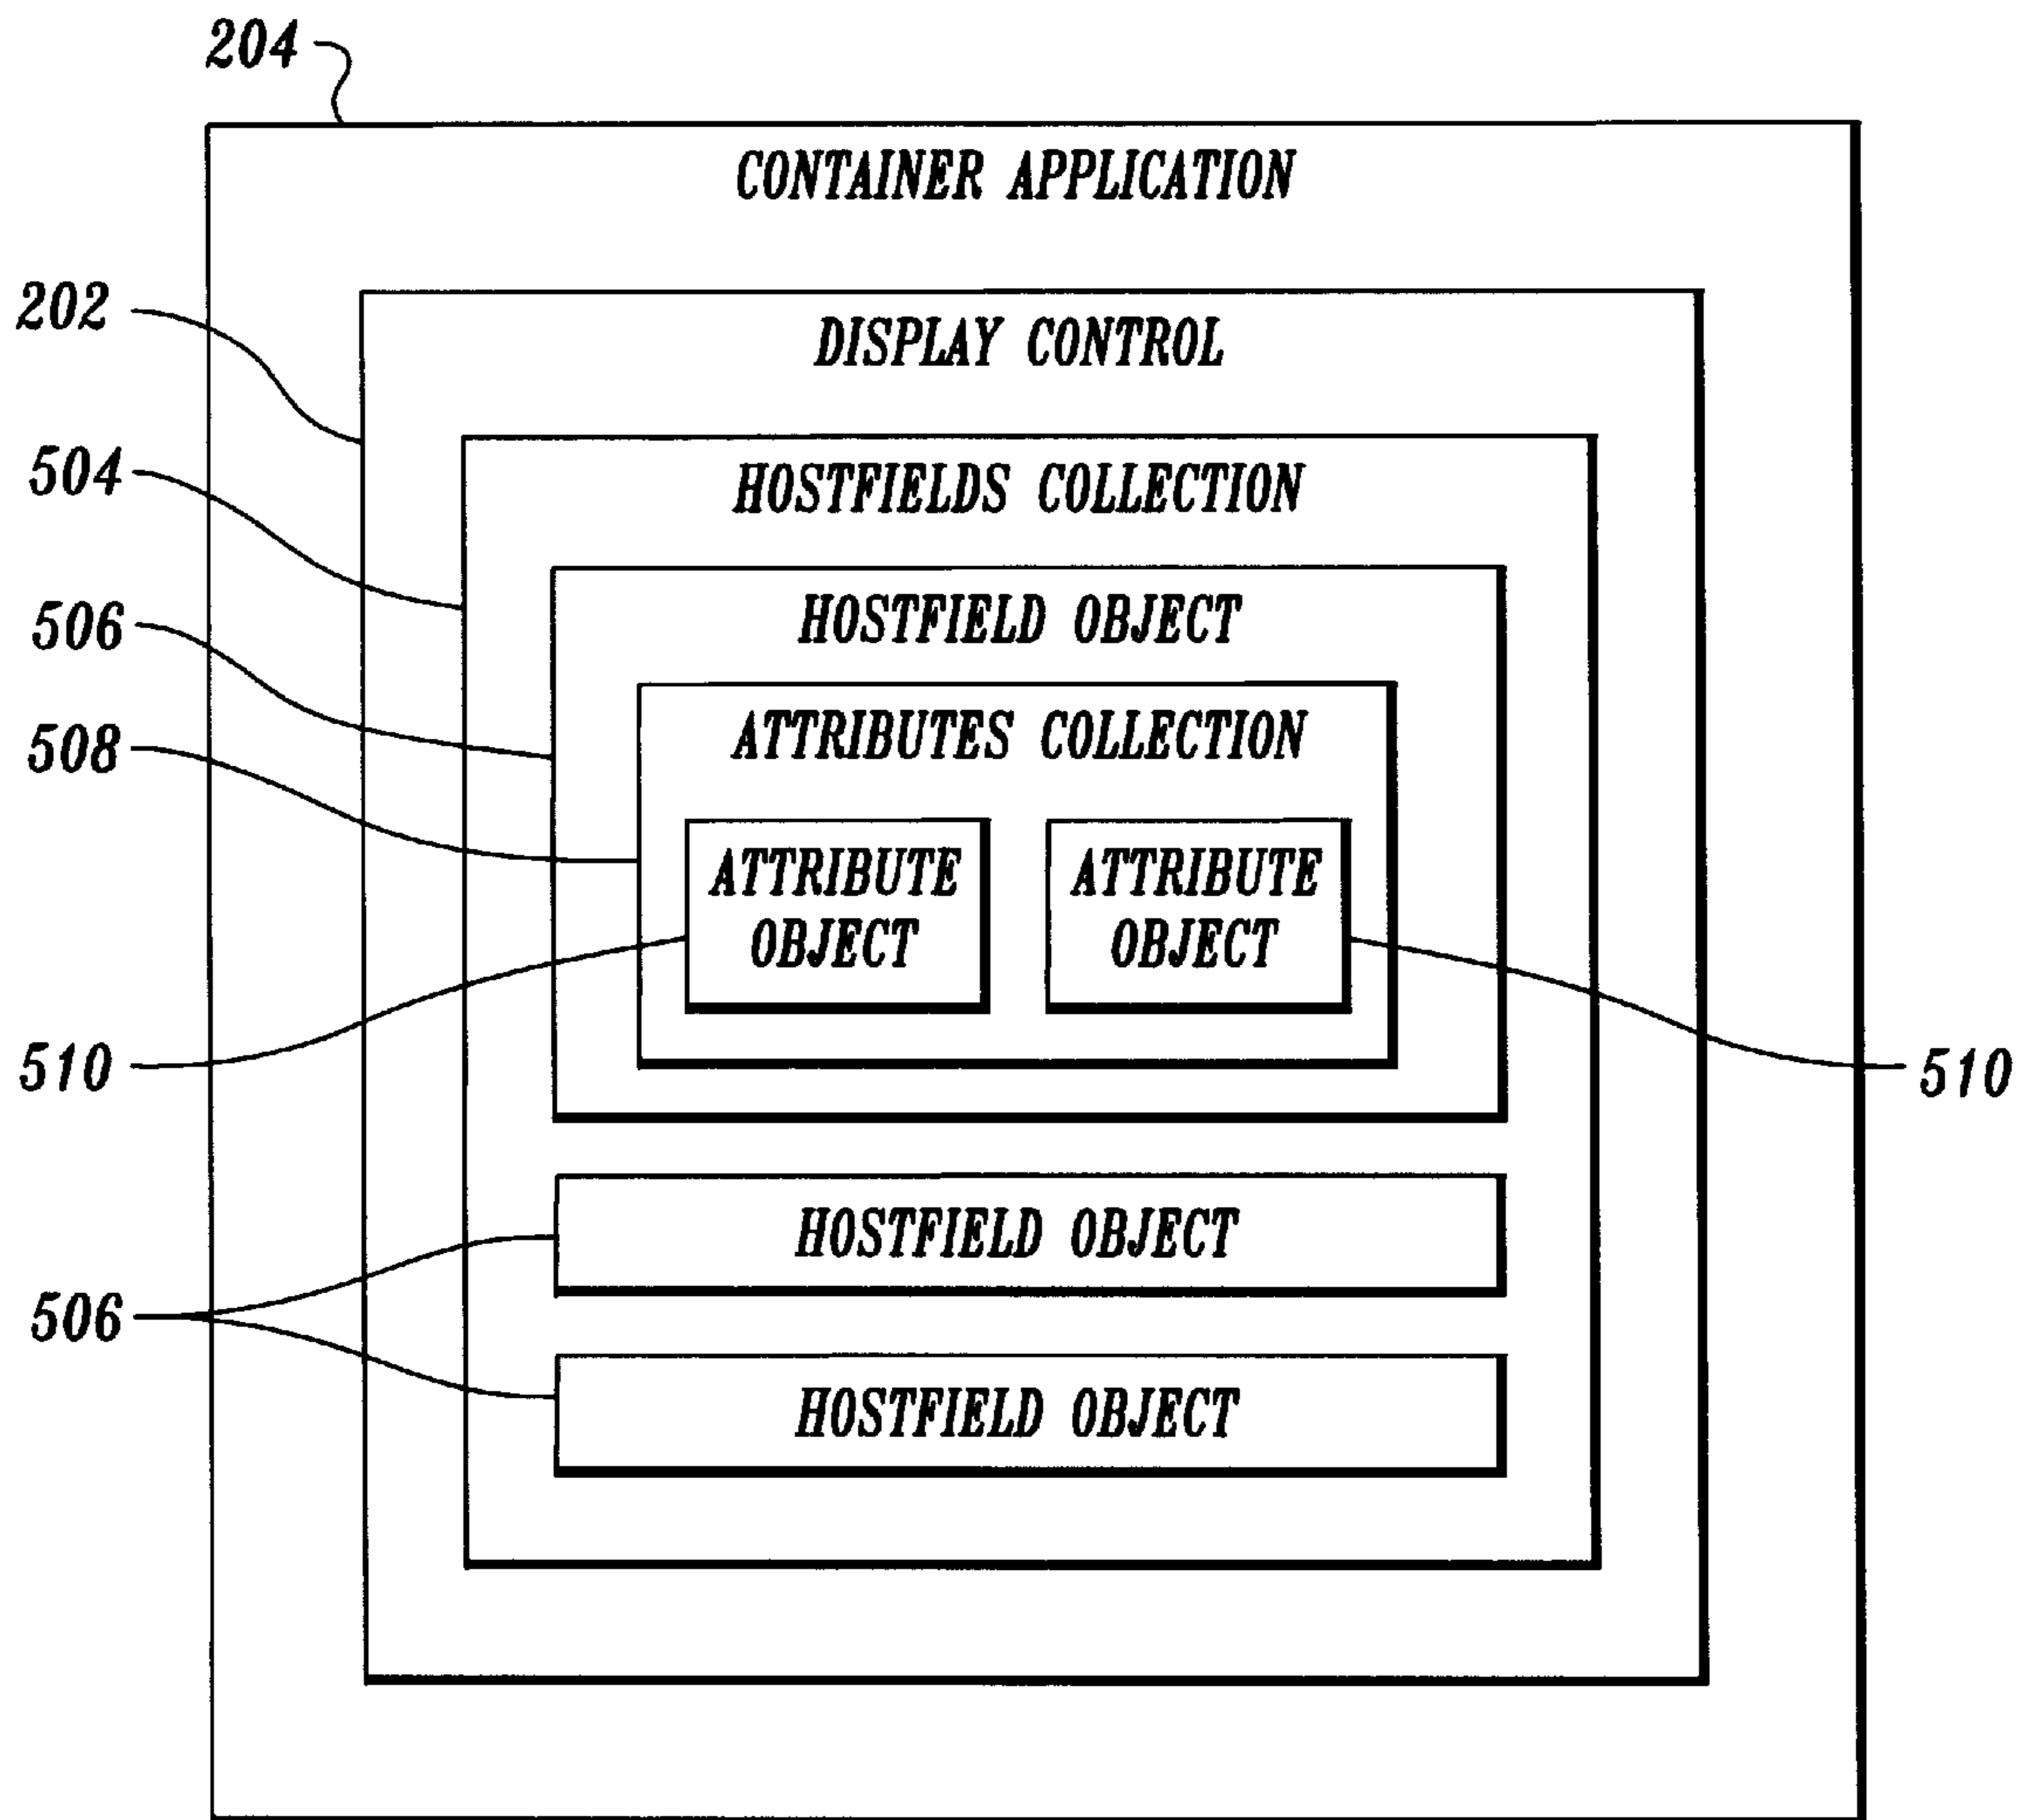 204
CONTAINER APPLICATION
202
DISPLAY CONTROL
504
HOSTFIELDS COLLECTION
506
HOSTFIELD OBJECT
508
ATTRIBUTES COLLECTION
ATTRIBUTE
OBJECT
ATTRIBUTE
OBJECT
510
510
HOSTFIELD OBJECT
506
HOSTFIELD OBJECT